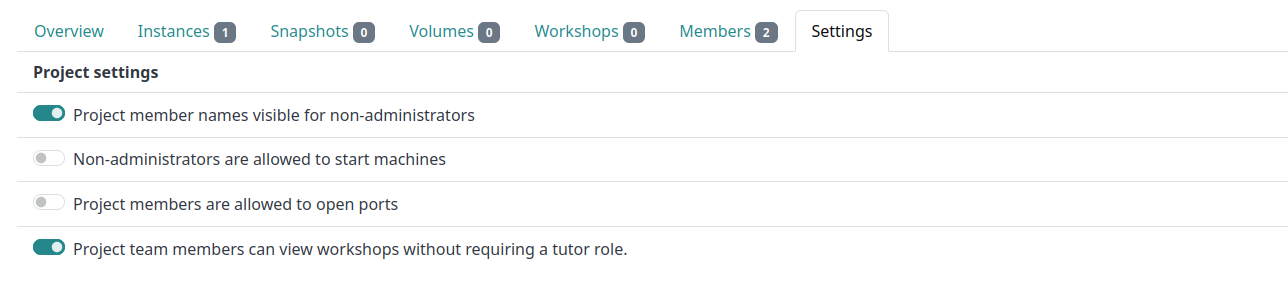 Overview Instances 1 Snapshots 0 Volumes 0 Workshops 0 Members 2 Settings
Project settings
Project member names visible for non-administrators
Non-administrators are allowed to start machines
Project members are allowed to open ports
Project team members can view workshops without requiring a tutor role.